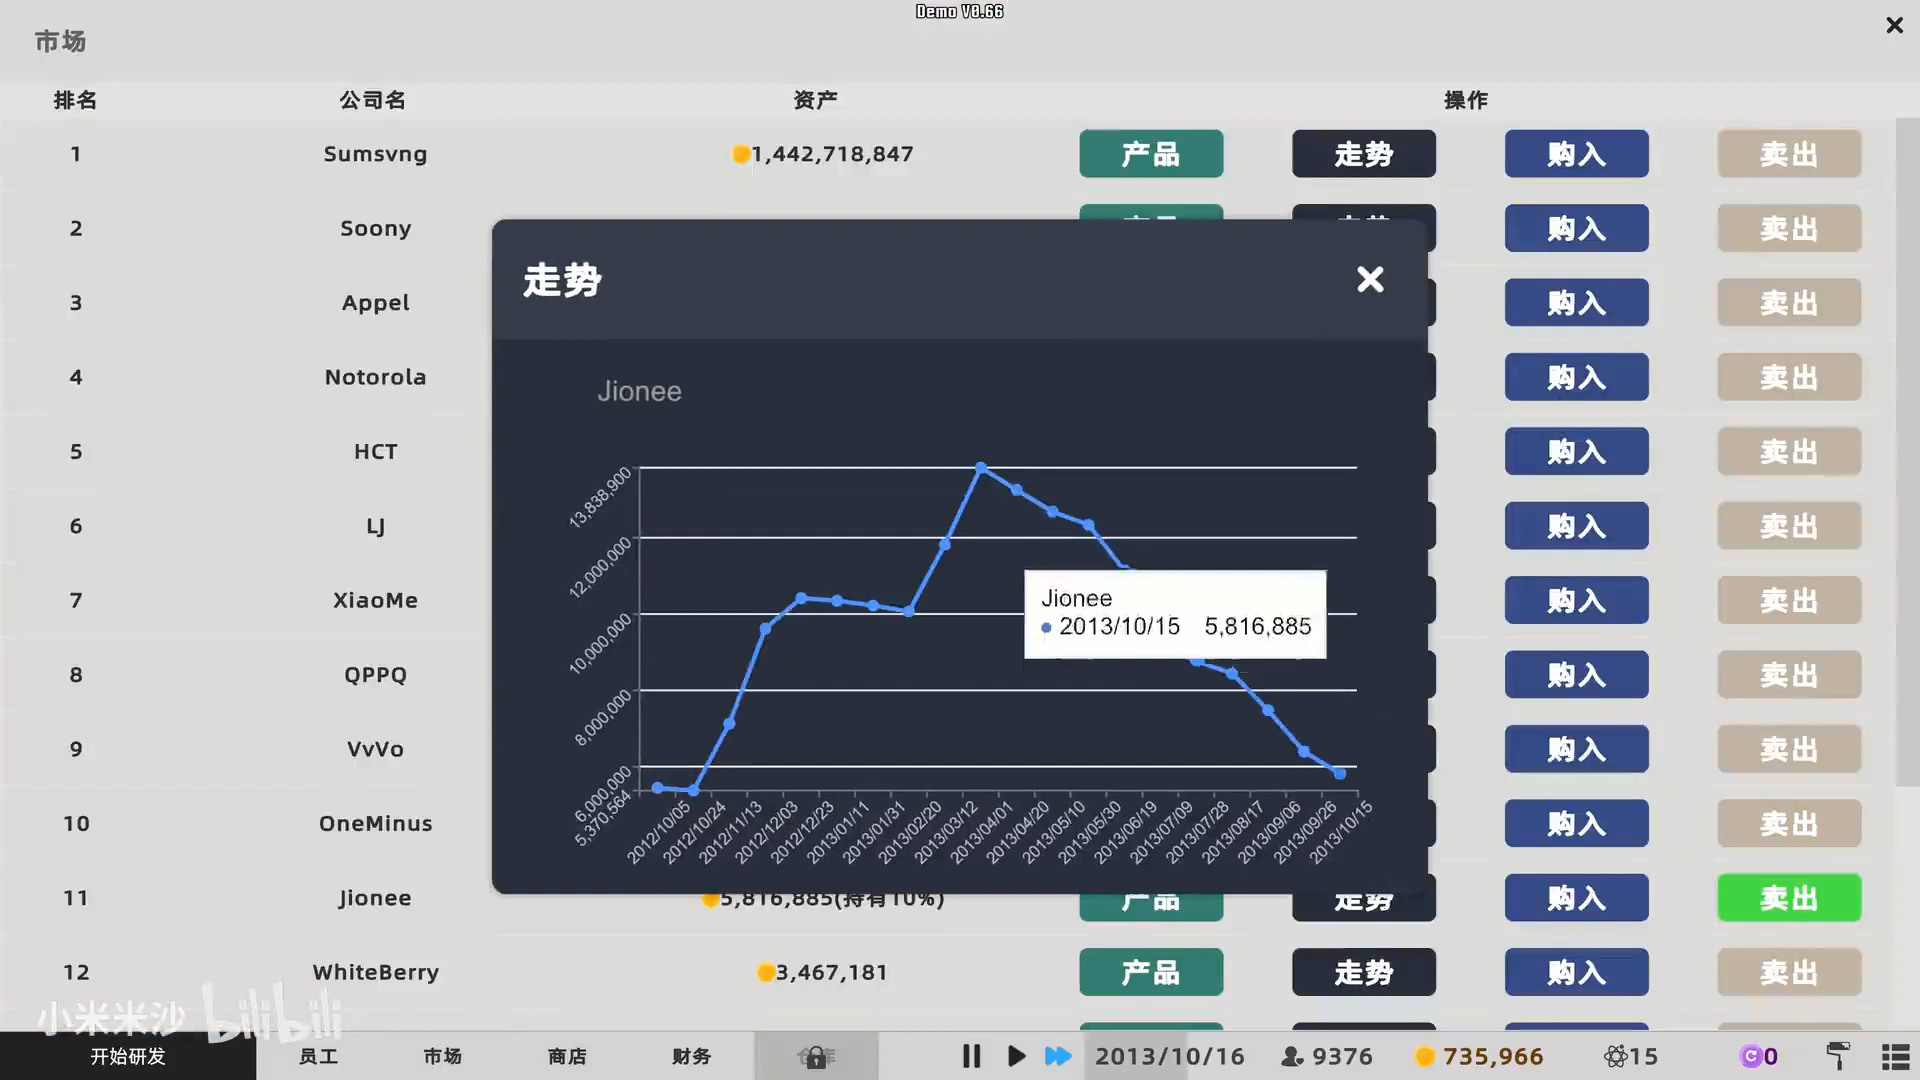 Demo V0.66
市场
排名 公司名 资产 操作
1 Sumsvng 1,442,718,847 产品 走势 购入 卖出
2 Soony 购入 卖出
3 Appel 购入 卖出
4 Notorola 购入 卖出
5 HCT 购入 卖出
6 LJ 购入 卖出
7 XiaoMe 购入 卖出
8 QPPQ 购入 卖出
9 VvVo 购入 卖出
10 OneMinus 购入 卖出
11 Jionee 5,816,885(持有10%) 产品 走势 购入 卖出
12 WhiteBerry 3,467,181 产品 走势 购入 卖出
走势
Jionee
13,838,900
12,000,000
10,000,000
8,000,000
6,000,000
5,370,564
Jionee
2013/10/15 5,816,885
2012/10/05 2012/10/24 2012/11/13 2012/12/03 2012/12/23 2013/01/11 2013/01/31 2013/02/20 2013/03/12 2013/04/01 2013/04/20 2013/05/10 2013/05/30 2013/06/19 2013/07/09 2013/07/28 2013/08/17 2013/09/06 2013/09/26 2013/10/15
小米米沙 bilibili
开始研发 员工 市场 商店 财务 2013/10/16 9376 735,966 15 0